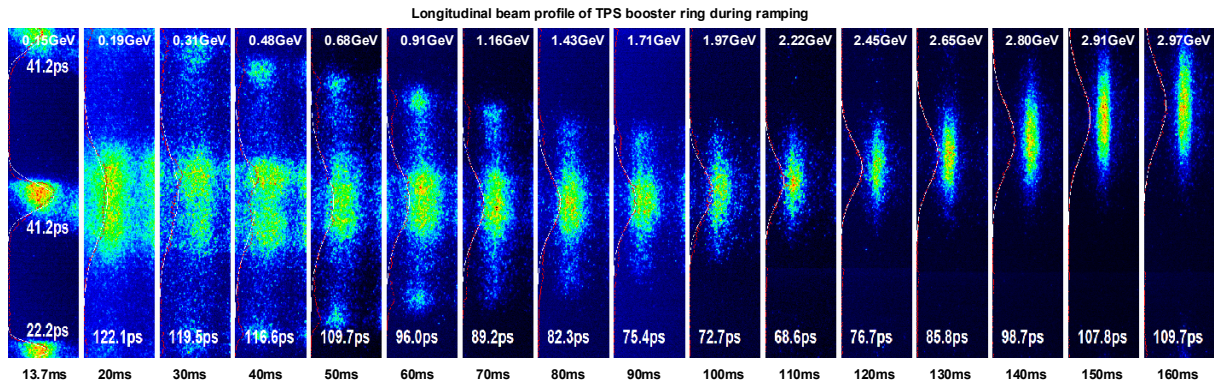 Longitudinal beam profile of TPS booster ring during ramping
0.15GeV 0.19GeV 0.31GeV 0.48GeV 0.68GeV 0.91GeV 1.16GeV 1.43GeV 1.71GeV 1.97GeV 2.22GeV 2.45GeV 2.65GeV 2.80GeV 2.91GeV 2.97GeV
41.2ps
41.2ps
22.2ps 122.1ps 119.5ps 116.6ps 109.7ps 96.0ps 89.2ps 82.3ps 75.4ps 72.7ps 68.6ps 76.7ps 85.8ps 98.7ps 107.8ps 109.7ps
13.7ms 20ms 30ms 40ms 50ms 60ms 70ms 80ms 90ms 100ms 110ms 120ms 130ms 140ms 150ms 160ms